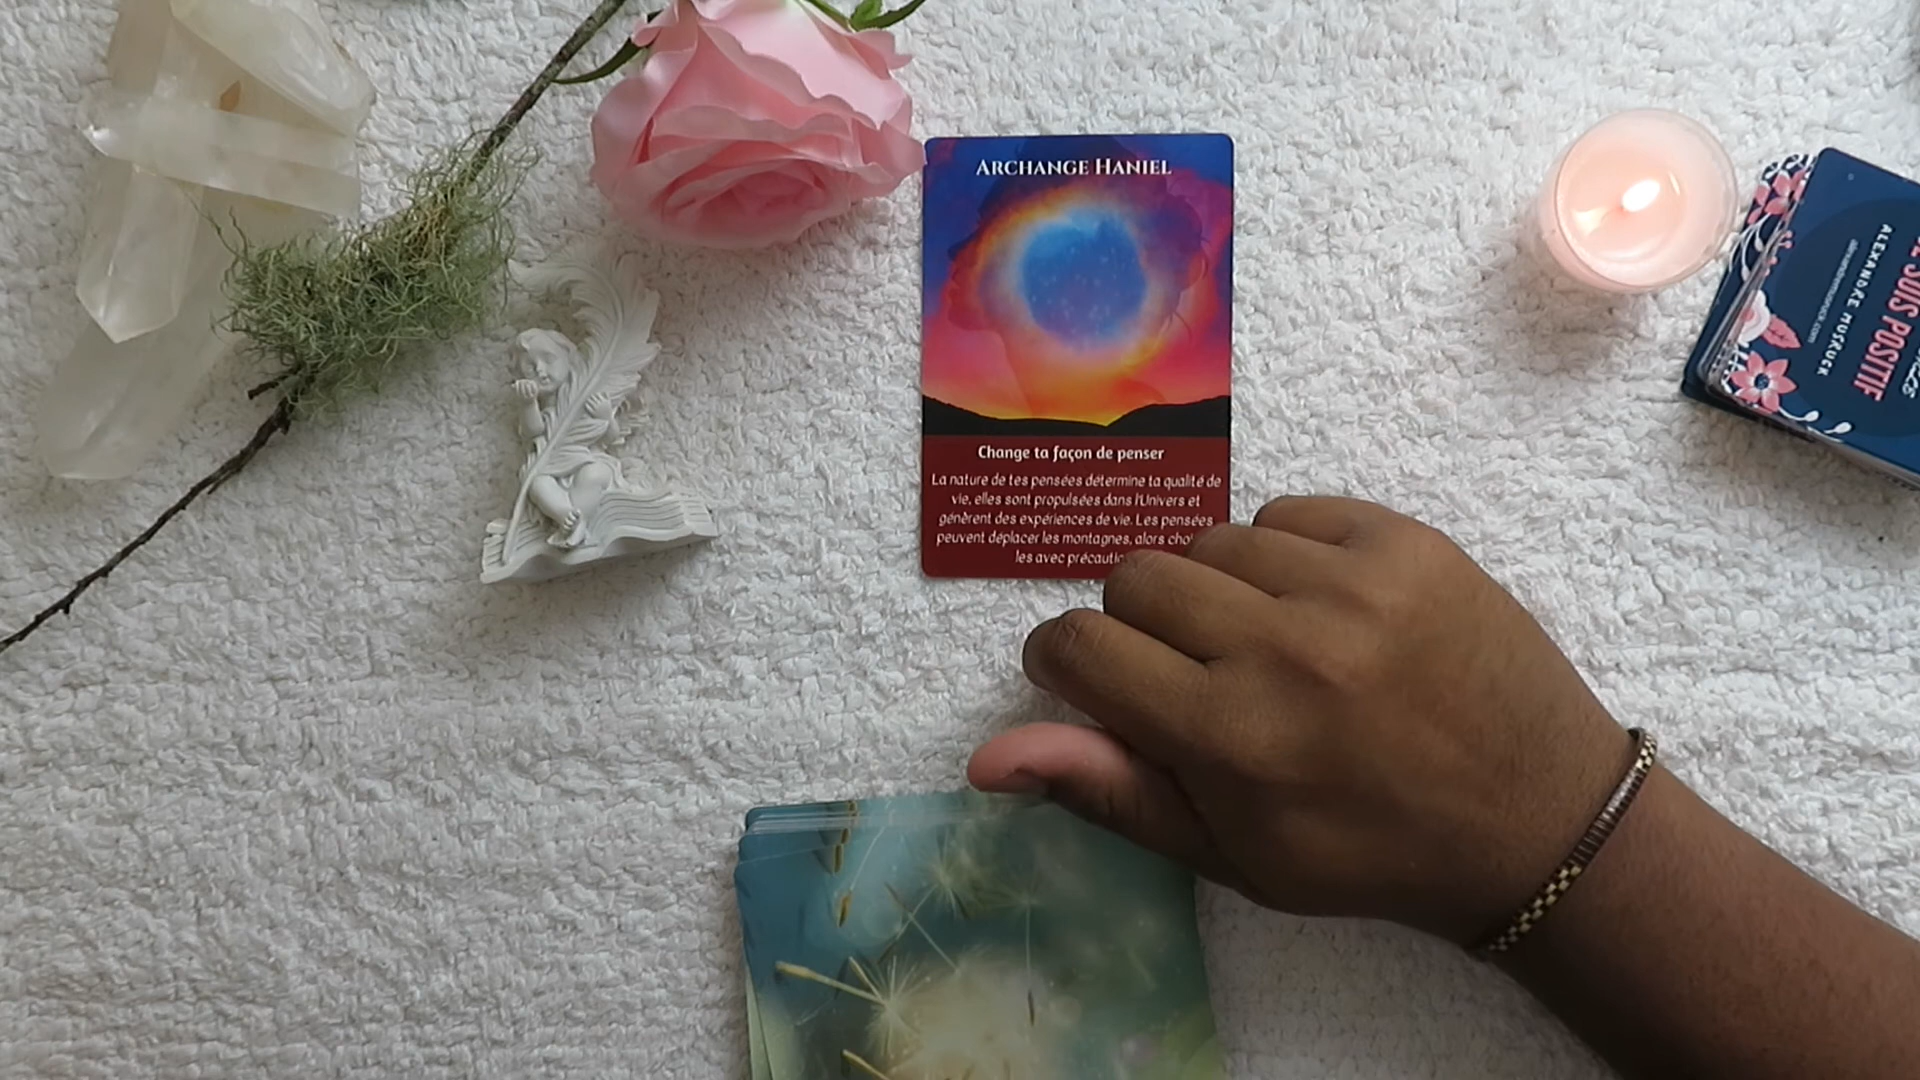 ARCHANGE HANIEL
Change ta façon de penser
La nature de tes pensées détermine ta qualité de
vie, elles sont propulsées dans l'Univers et
génèrent des expériences de vie. Les pensées
peuvent déplacer les montagnes, alors
les avec
JE SUIS POSITIF
ALEXANDRE MUSRUCK